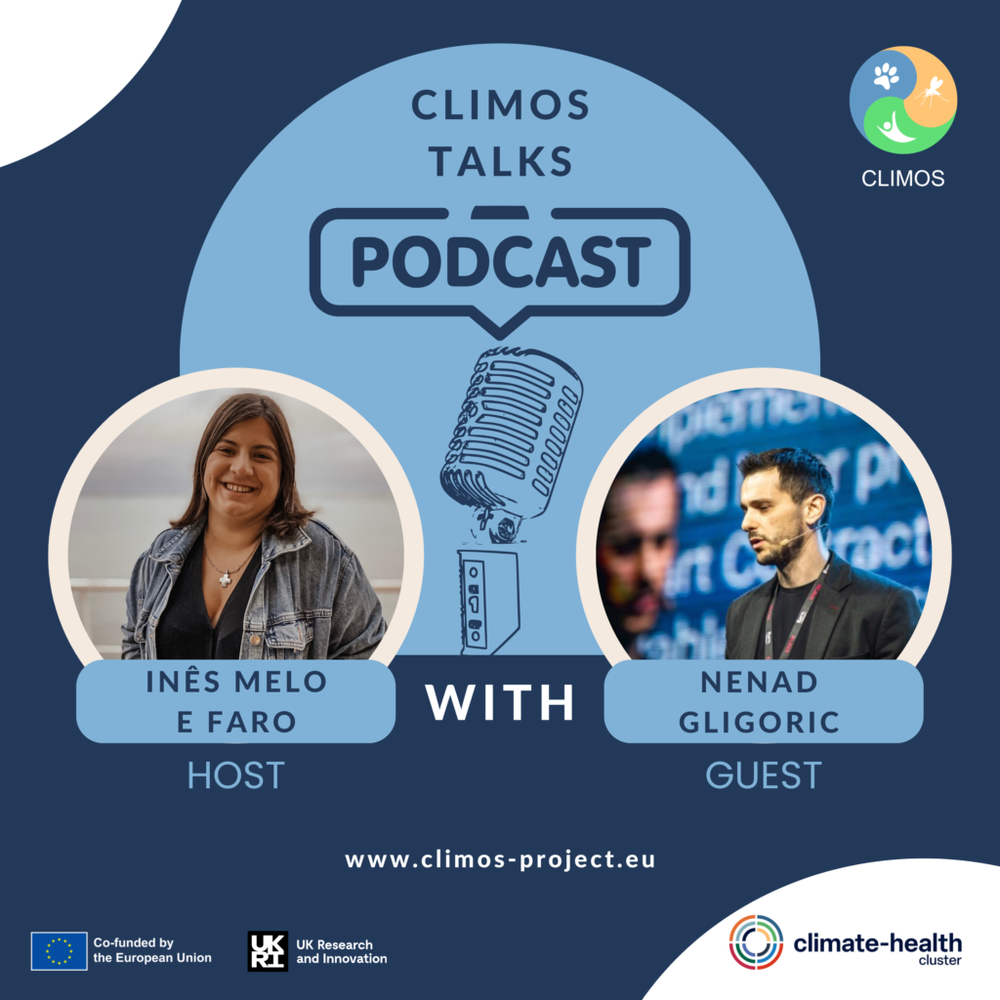 CLIMOS
TALKS
PODCAST
CLIMOS
INÊS MELO
E FARO
HOST
WITH
NENAD
GLIGORIC
GUEST
www.climos-project.eu
Co-funded by
the European Union
UK
RI
UK Research
and Innovation
climate-health
cluster